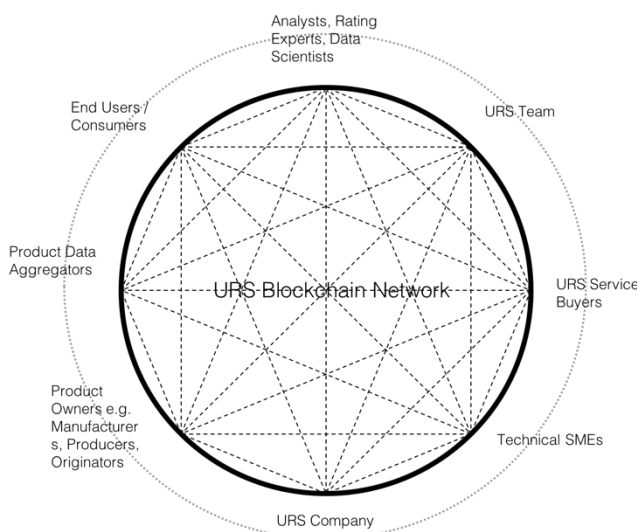 Analysts, Rating
Experts, Data
Scientists
End Users /
Consumers
URS Team
Product Data
Aggregators
URS Blockchain Network
URS Service
Buyers
Product
Owners e.g.
Manufacturer
s, Producers,
Originators
Technical SMEs
URS Company